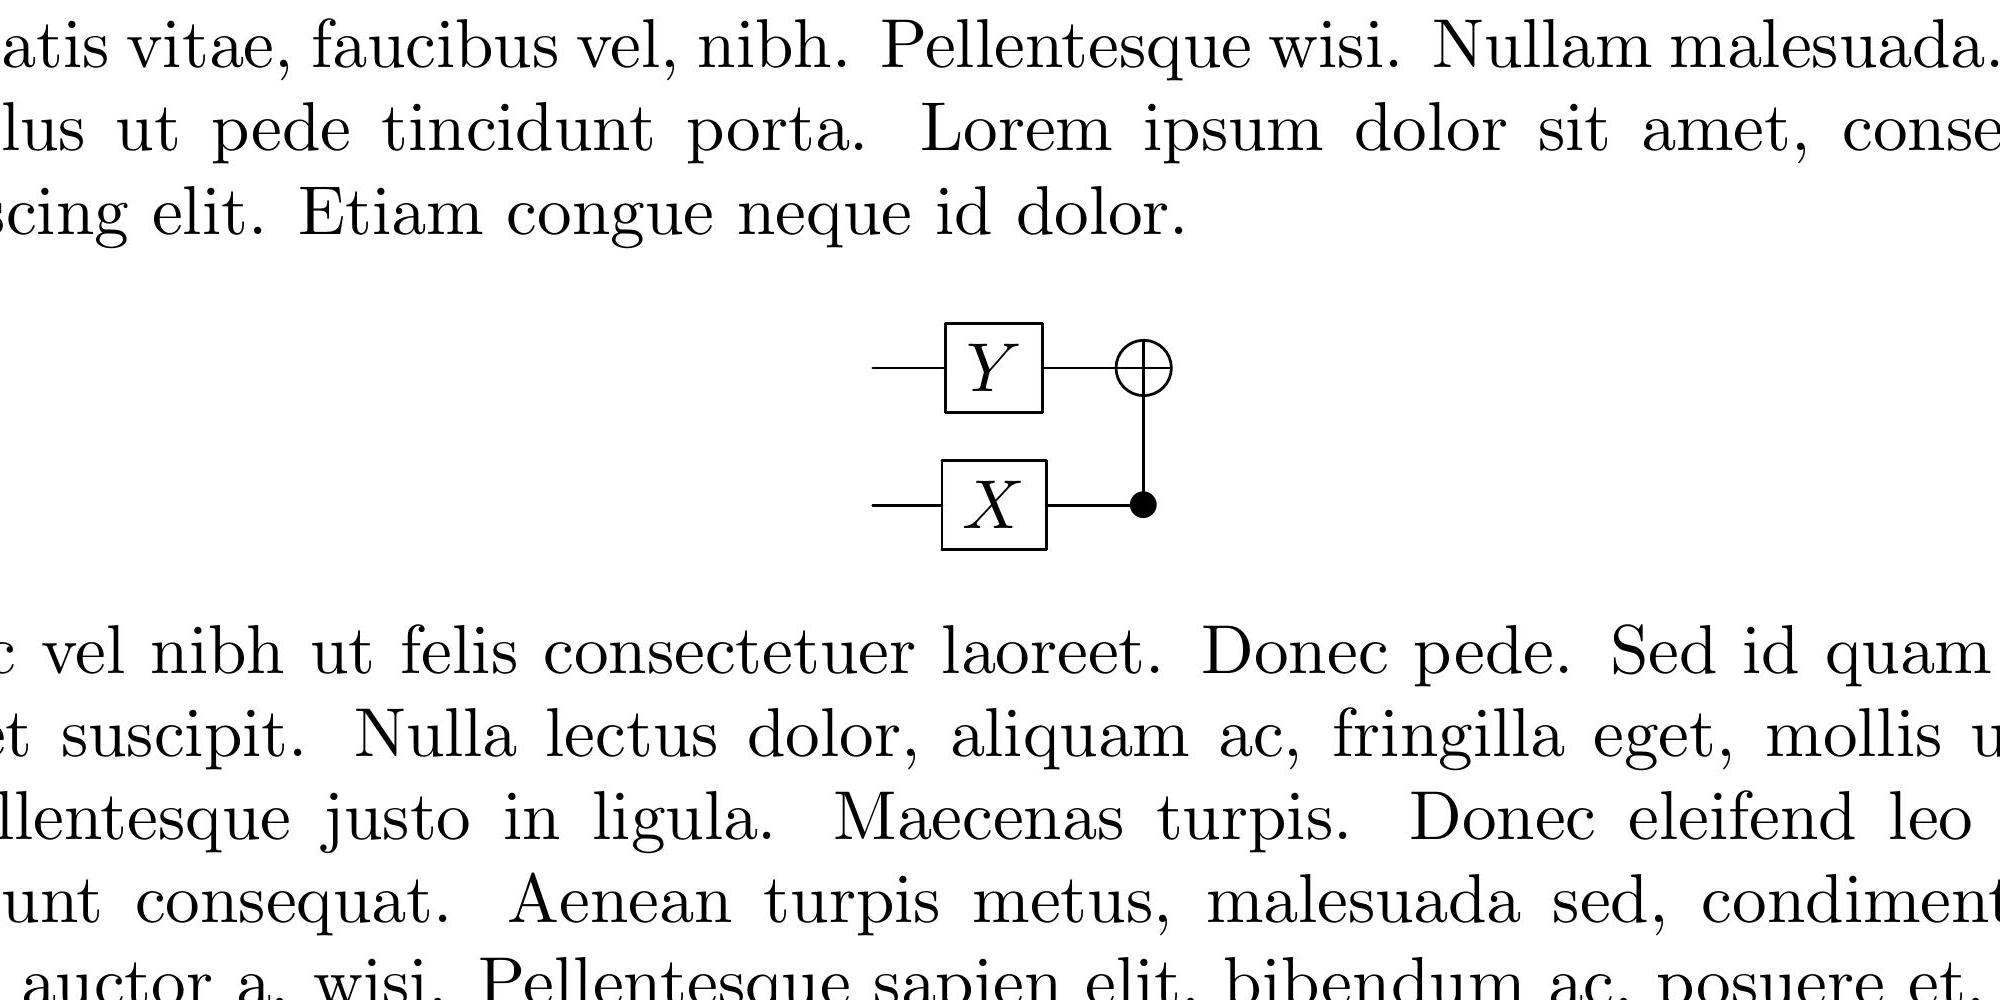 atis vitae, faucibus vel, nibh. Pellentesque wisi. Nullam malesuada.
lus ut pede tincidunt porta. Lorem ipsum dolor sit amet, conse
scing elit. Etiam congue neque id dolor.
Y
X
c vel nibh ut felis consectetuer laoreet. Donec pede. Sed id quam
et suscipit. Nulla lectus dolor, aliquam ac, fringilla eget, mollis u
llentesque justo in ligula. Maecenas turpis. Donec eleifend leo
unt consequat. Aenean turpis metus, malesuada sed, condiment
auctor a, wisi. Pellentesque sapien elit, bibendum ac, posuere et,